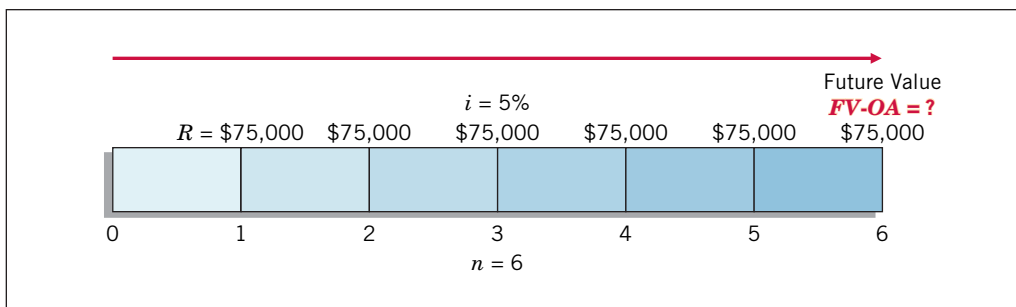 Future Value
i = 5%
FV-OA = ?
R = $75,000 $75,000 $75,000 $75,000 $75,000 $75,000
0 1 2 3 4 5 6
n = 6